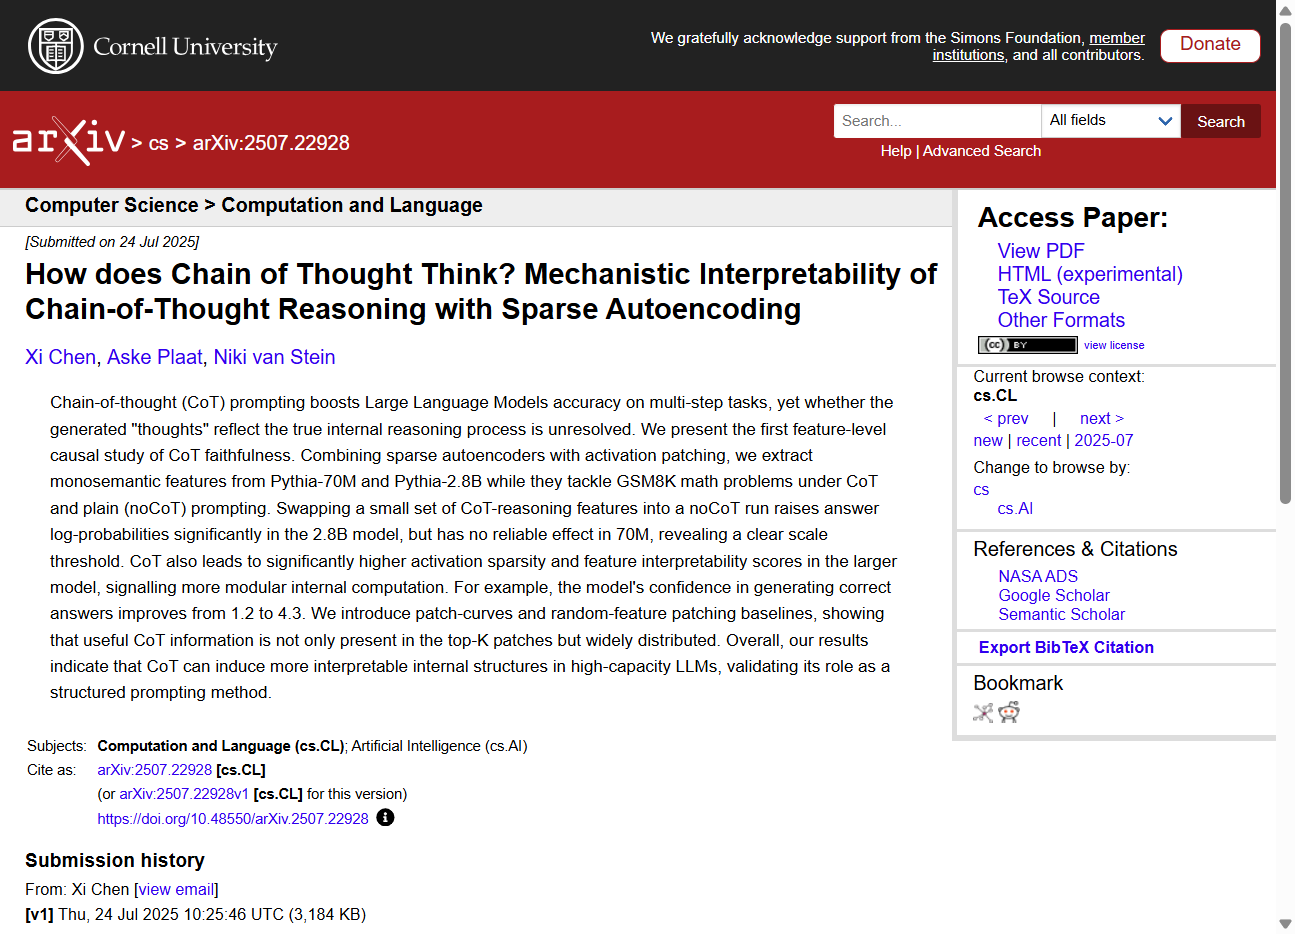 Cornell University
We gratefully acknowledge support from the Simons Foundation, member
institutions, and all contributors.
Donate
arXiv > cs > arXiv:2507.22928
Search...
All fields
Search
Help | Advanced Search
Computer Science > Computation and Language
[Submitted on 24 Jul 2025]
How does Chain of Thought Think? Mechanistic Interpretability of
Chain-of-Thought Reasoning with Sparse Autoencoding
Xi Chen, Aske Plaat, Niki van Stein
Chain-of-thought (CoT) prompting boosts Large Language Models accuracy on multi-step tasks, yet whether the
generated "thoughts" reflect the true internal reasoning process is unresolved. We present the first feature-level
causal study of CoT faithfulness. Combining sparse autoencoders with activation patching, we extract
monosemantic features from Pythia-70M and Pythia-2.8B while they tackle GSM8K math problems under CoT
and plain (noCoT) prompting. Swapping a small set of CoT-reasoning features into a noCoT run raises answer
log-probabilities significantly in the 2.8B model, but has no reliable effect in 70M, revealing a clear scale
threshold. CoT also leads to significantly higher activation sparsity and feature interpretability scores in the larger
model, signalling more modular internal computation. For example, the model's confidence in generating correct
answers improves from 1.2 to 4.3. We introduce patch-curves and random-feature patching baselines, showing
that useful CoT information is not only present in the top-K patches but widely distributed. Overall, our results
indicate that CoT can induce more interpretable internal structures in high-capacity LLMs, validating its role as a
structured prompting method.
Subjects: Computation and Language (cs.CL); Artificial Intelligence (cs.AI)
Cite as: arXiv:2507.22928 [cs.CL]
(or arXiv:2507.22928v1 [cs.CL] for this version)
https://doi.org/10.48550/arXiv.2507.22928
Submission history
From: Xi Chen [view email]
[v1] Thu, 24 Jul 2025 10:25:46 UTC (3,184 KB)
Access Paper:
View PDF
HTML (experimental)
TeX Source
Other Formats
(cc) BY view license
Current browse context:
cs.CL
< prev | next >
new | recent | 2025-07
Change to browse by:
cs
cs.AI
References & Citations
NASA ADS
Google Scholar
Semantic Scholar
Export BibTeX Citation
Bookmark